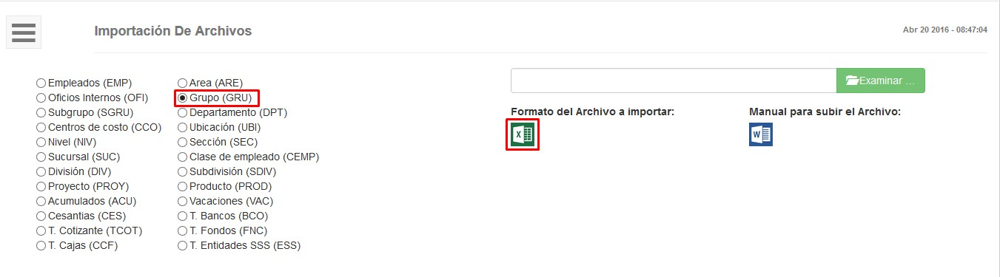 Importación De Archivos
Abr 20 2016 - 08:47:04
Empleados (EMP)
Area (ARE)
Oficios Internos (OFI)
Grupo (GRU)
Subgrupo (SGRU)
Departamento (DPT)
Centros de costo (CCO)
Ubicación (UBI)
Nivel (NIV)
Sección (SEC)
Sucursal (SUC)
Clase de empleado (CEMP)
División (DIV)
Subdivisión (SDIV)
Proyecto (PROY)
Producto (PROD)
Acumulados (ACU)
Vacaciones (VAC)
Cesantias (CES)
T. Bancos (BCO)
T. Cotizante (TCOT)
T. Fondos (FNC)
T. Cajas (CCF)
T. Entidades SSS (ESS)
Examinar ...
Formato del Archivo a importar:
Manual para subir el Archivo:
X
W